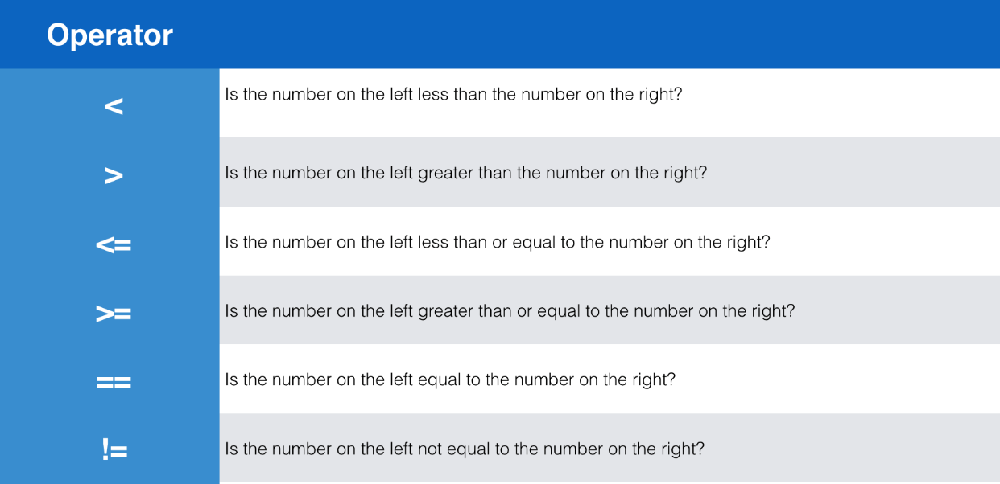 Operator
< Is the number on the left less than the number on the right?
> Is the number on the left greater than the number on the right?
<= Is the number on the left less than or equal to the number on the right?
>= Is the number on the left greater than or equal to the number on the right?
== Is the number on the left equal to the number on the right?
!= Is the number on the left not equal to the number on the right?